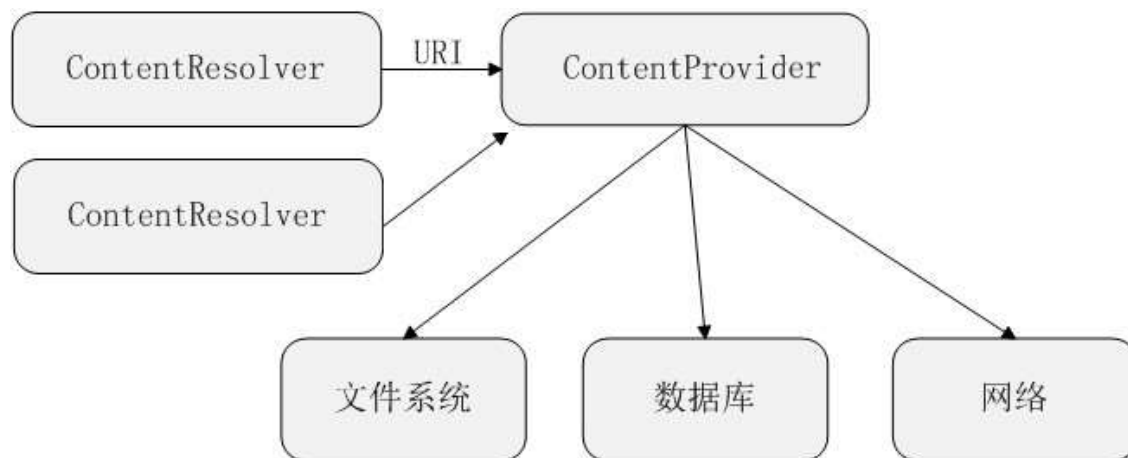 ContentResolver
URI
ContentProvider
ContentResolver
文件系统
数据库
网络